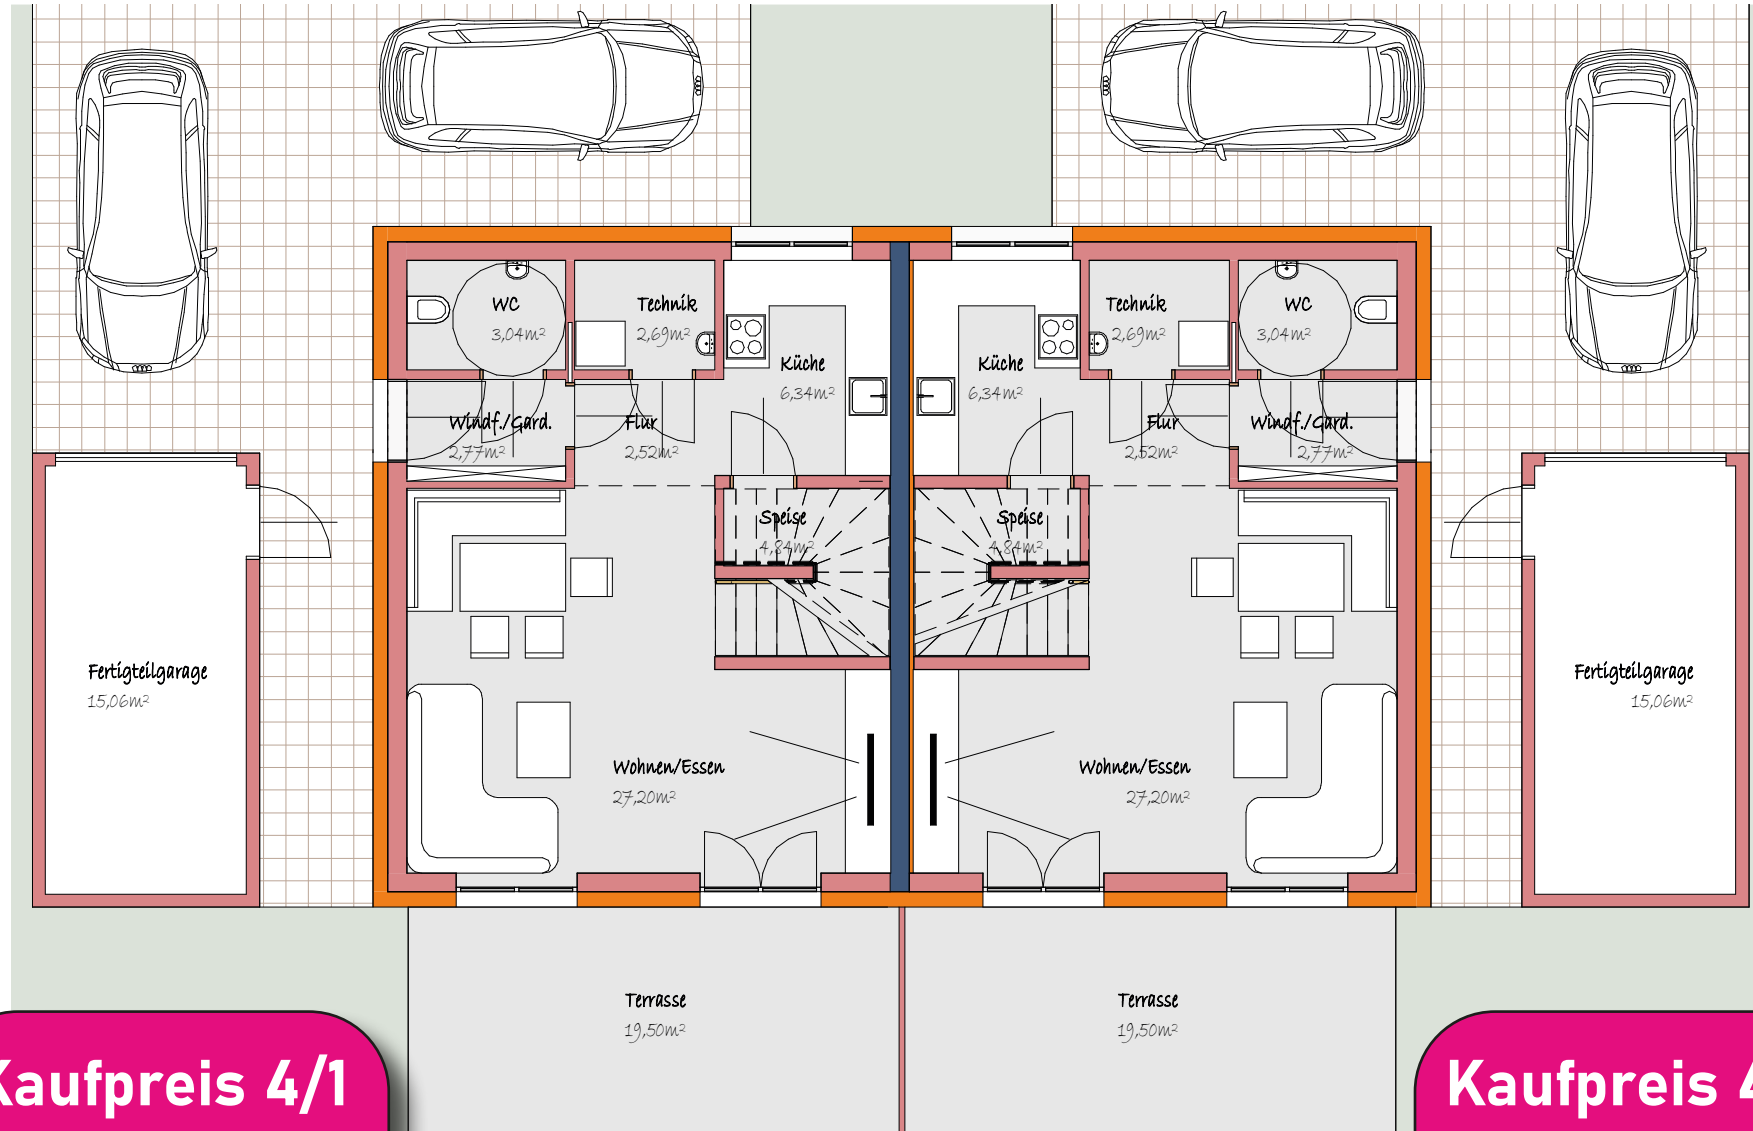 WC
3,04m²
Technik
2,69m²
Küche
6,34m²
Windf./Gard.
2,77m²
Flur
2,52m²
Speise
4,84m²
Wohnen/Essen
27,20m²
Fertigteilgarage
15,06m²
Terrasse
19,50m²
Küche
6,34m²
Technik
2,69m²
WC
3,04m²
Flur
2,52m²
Windf./Gard.
2,77m²
Speise
4,84m²
Wohnen/Essen
27,20m²
Fertigteilgarage
15,06m²
Terrasse
19,50m²
Kaufpreis 4/1
Kaufpreis 4